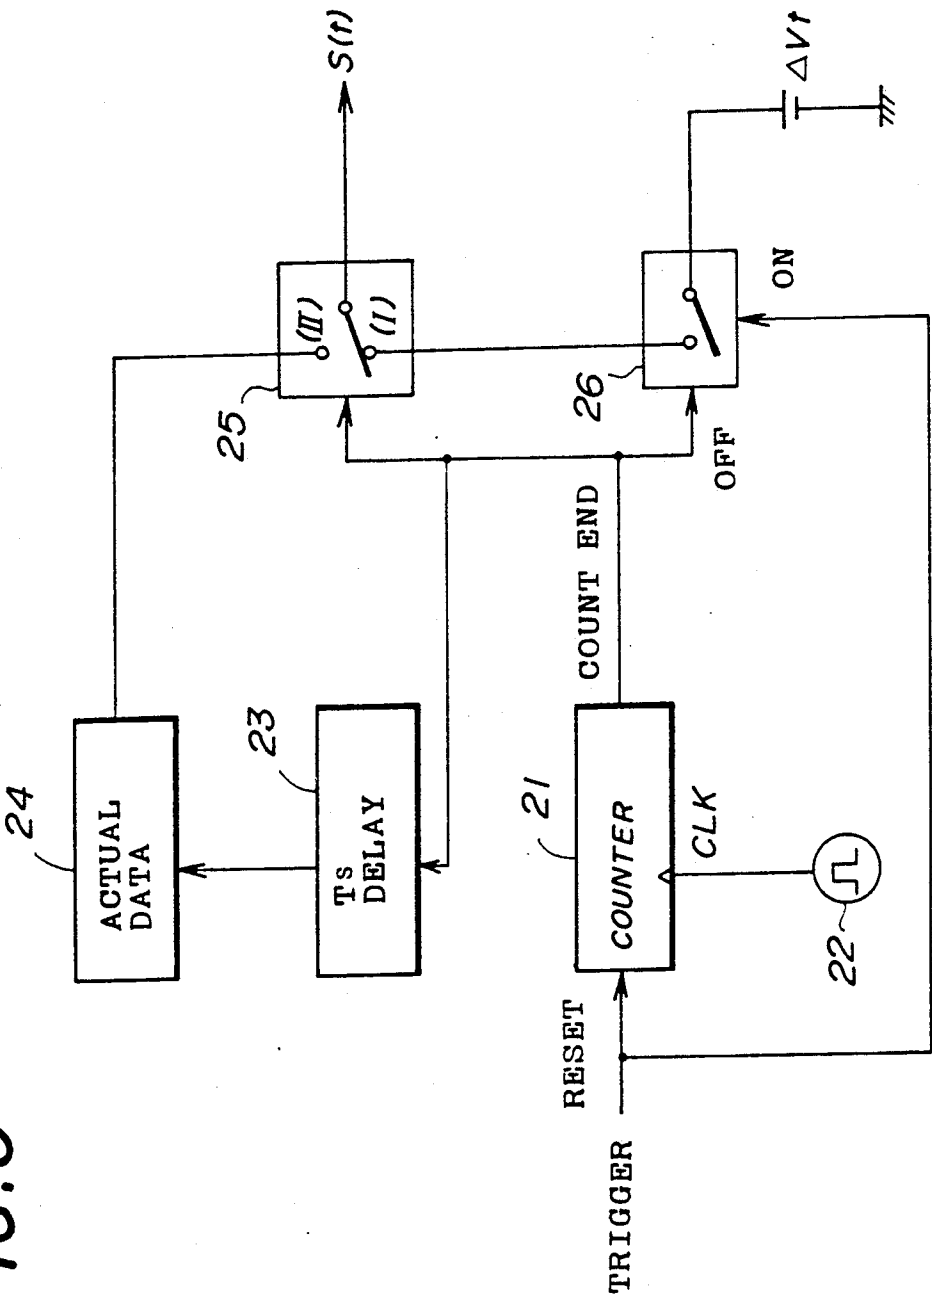 24
ACTUAL
DATA
23
Ts
DELAY
25
(II)
(I)
S(t)
21
COUNTER
CLK
COUNT END
RESET
TRIGGER
22
26
OFF
ON
ΔVt